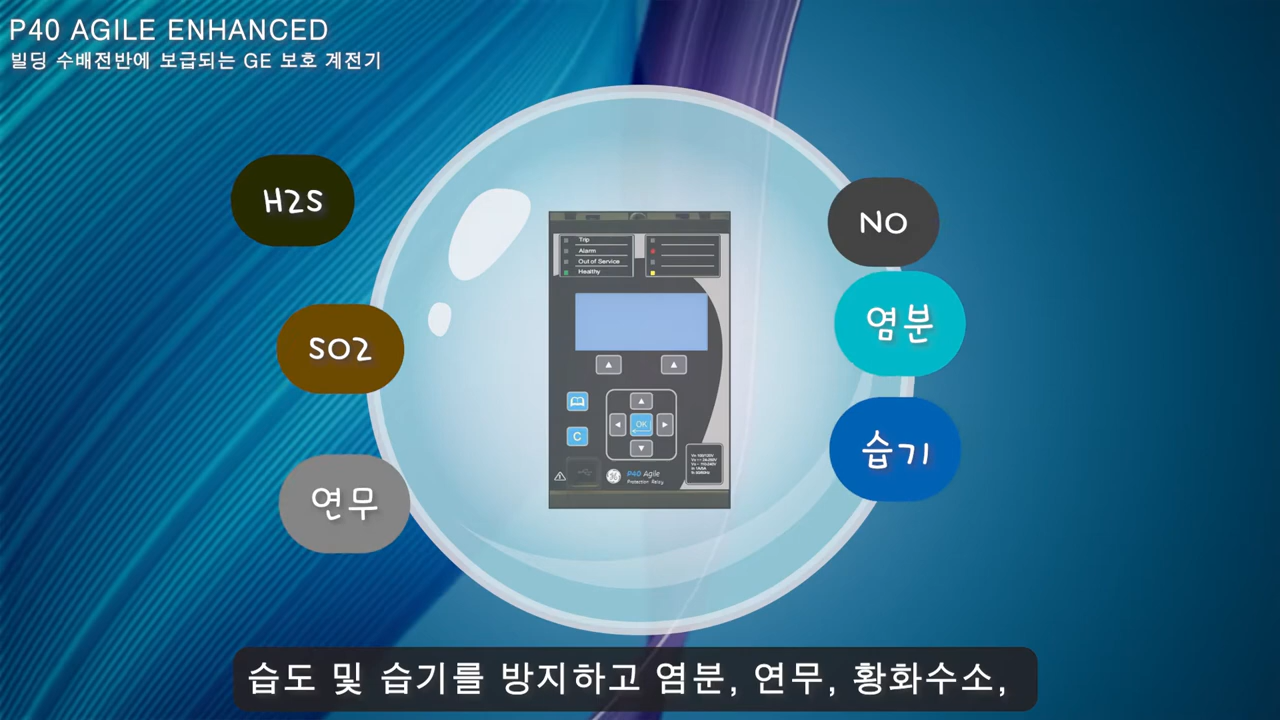 P40 AGILE ENHANCED
빌딩 수배전반에 보급되는 GE 보호 계전기
H2S
NO
SO2
염분
연무
습기
Trip
Alarm
Out of Service
Healthy
OK
C
P40 Agile
Protection Relay
습도 및 습기를 방지하고 염분, 연무, 황화수소,